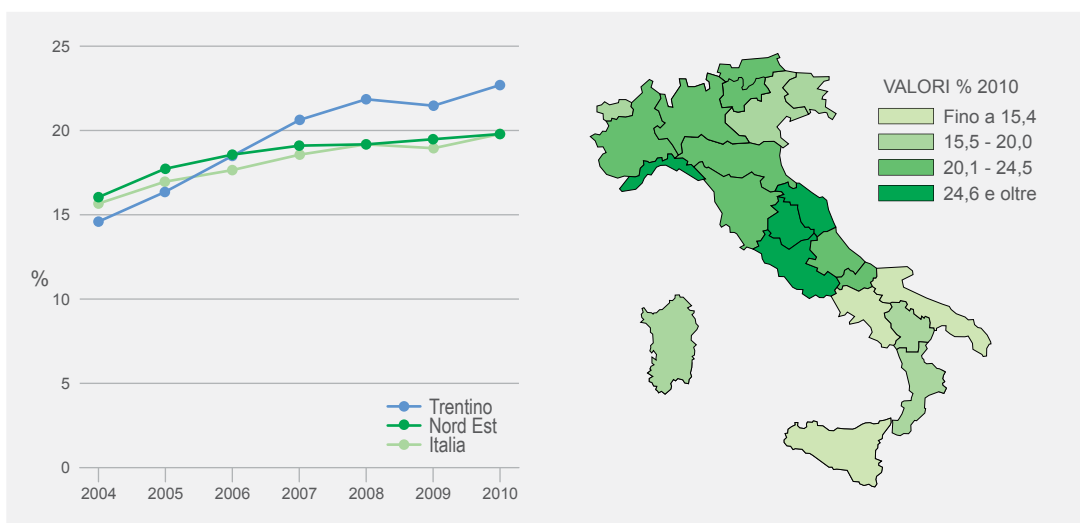 25
20
15
%
10
5
0
2004 2005 2006 2007 2008 2009 2010
Trentino
Nord Est
Italia
VALORI % 2010
Fino a 15,4
15,5 - 20,0
20,1 - 24,5
24,6 e oltre